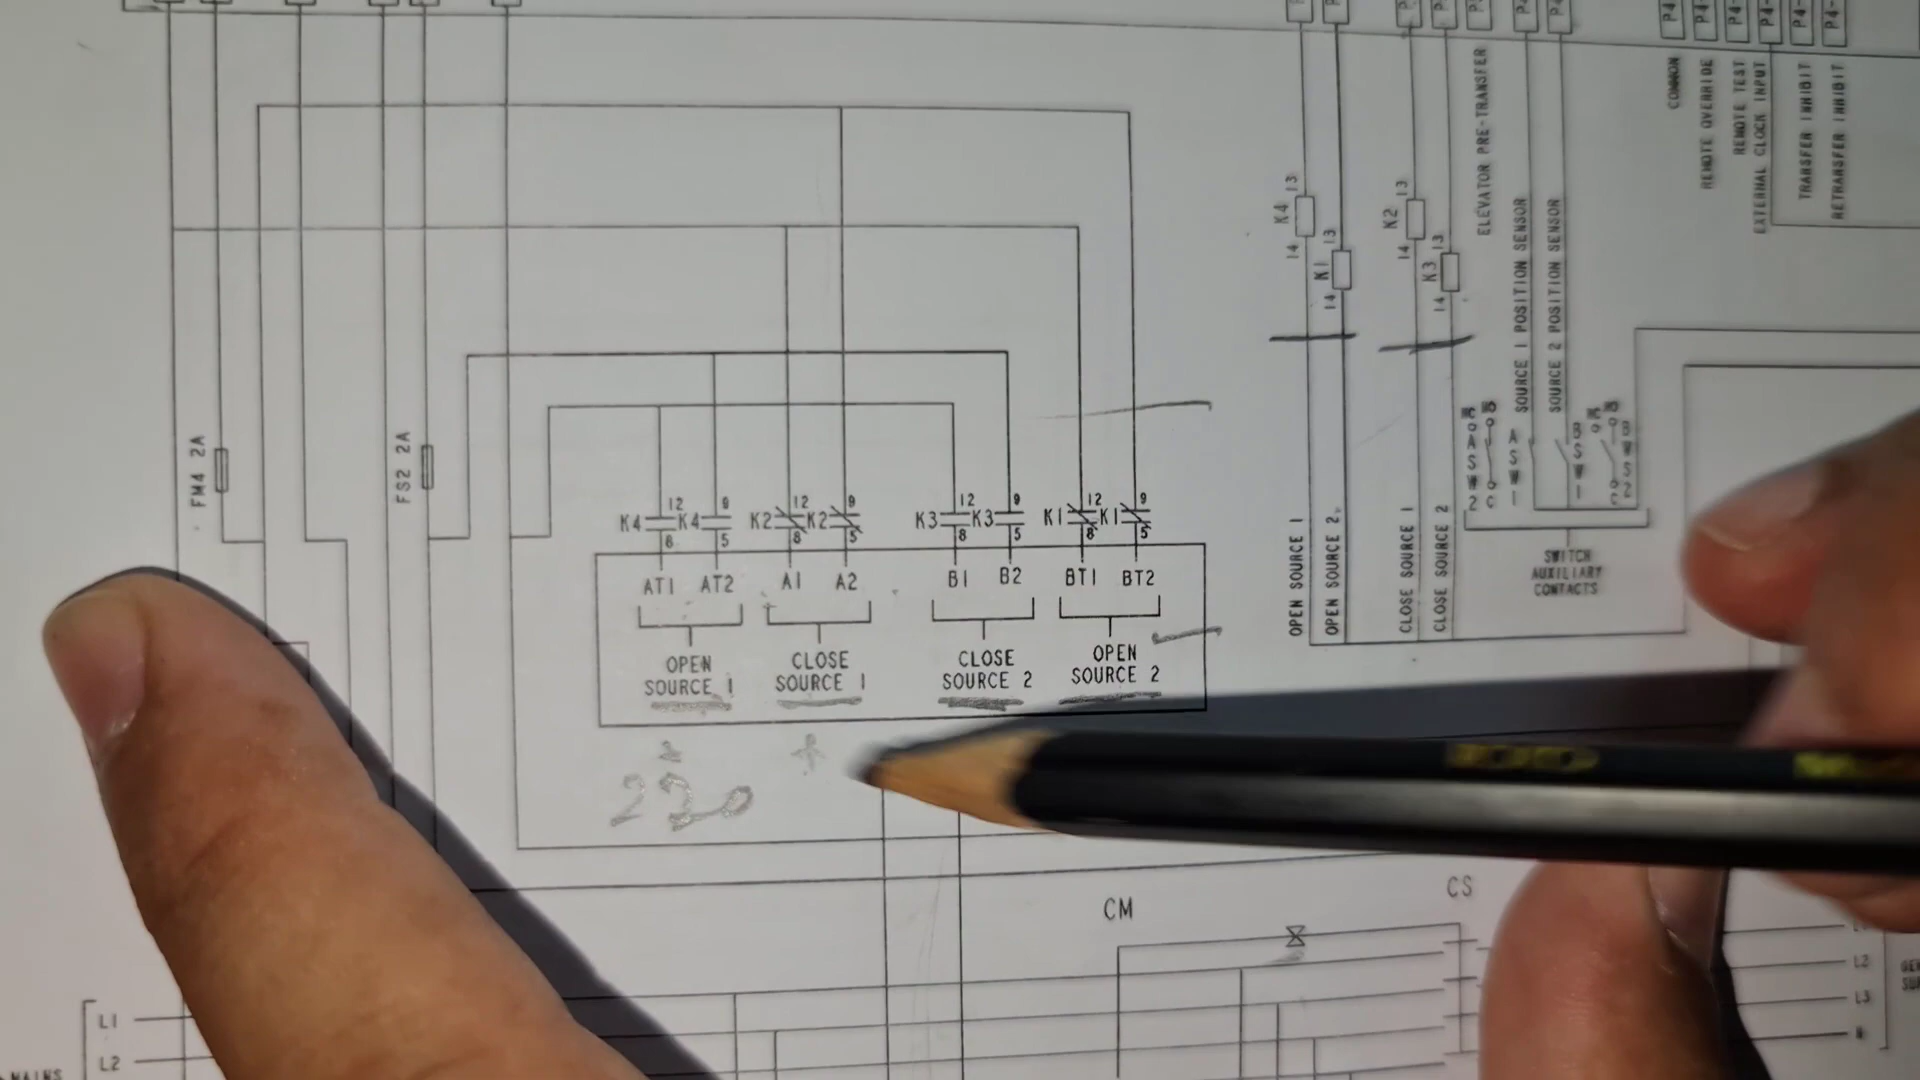 COMMON
REMOTE OVERRIDE
REMOTE TEST
EXTERNAL CLOCK INPUT
TRANSFER INHIBIT
RETRANSFER INHIBIT
ELEVATOR PRE-TRANSFER
SOURCE 1 POSITION SENSOR
SOURCE 2 POSITION SENSOR
K4 13 14
K1 13 14
K2 13 14
K3 13 14
FM4 2A
FS2 2A
12 9 12 9 12 9 12 9
K4 K4 K2 K2 K3 K3 K1 K1
8 5 8 5 8 5 8 5
AT1 AT2 A1 A2 B1 B2 BT1 BT2
OPEN
SOURCE 1
CLOSE
SOURCE 1
CLOSE
SOURCE 2
OPEN
SOURCE 2
OPEN SOURCE 1
OPEN SOURCE 2
CLOSE SOURCE 1
CLOSE SOURCE 2
SWITCH
AUXILIARY
CONTACTS
220
CM
CS
L1
L2
MAINS
L2
L3
N